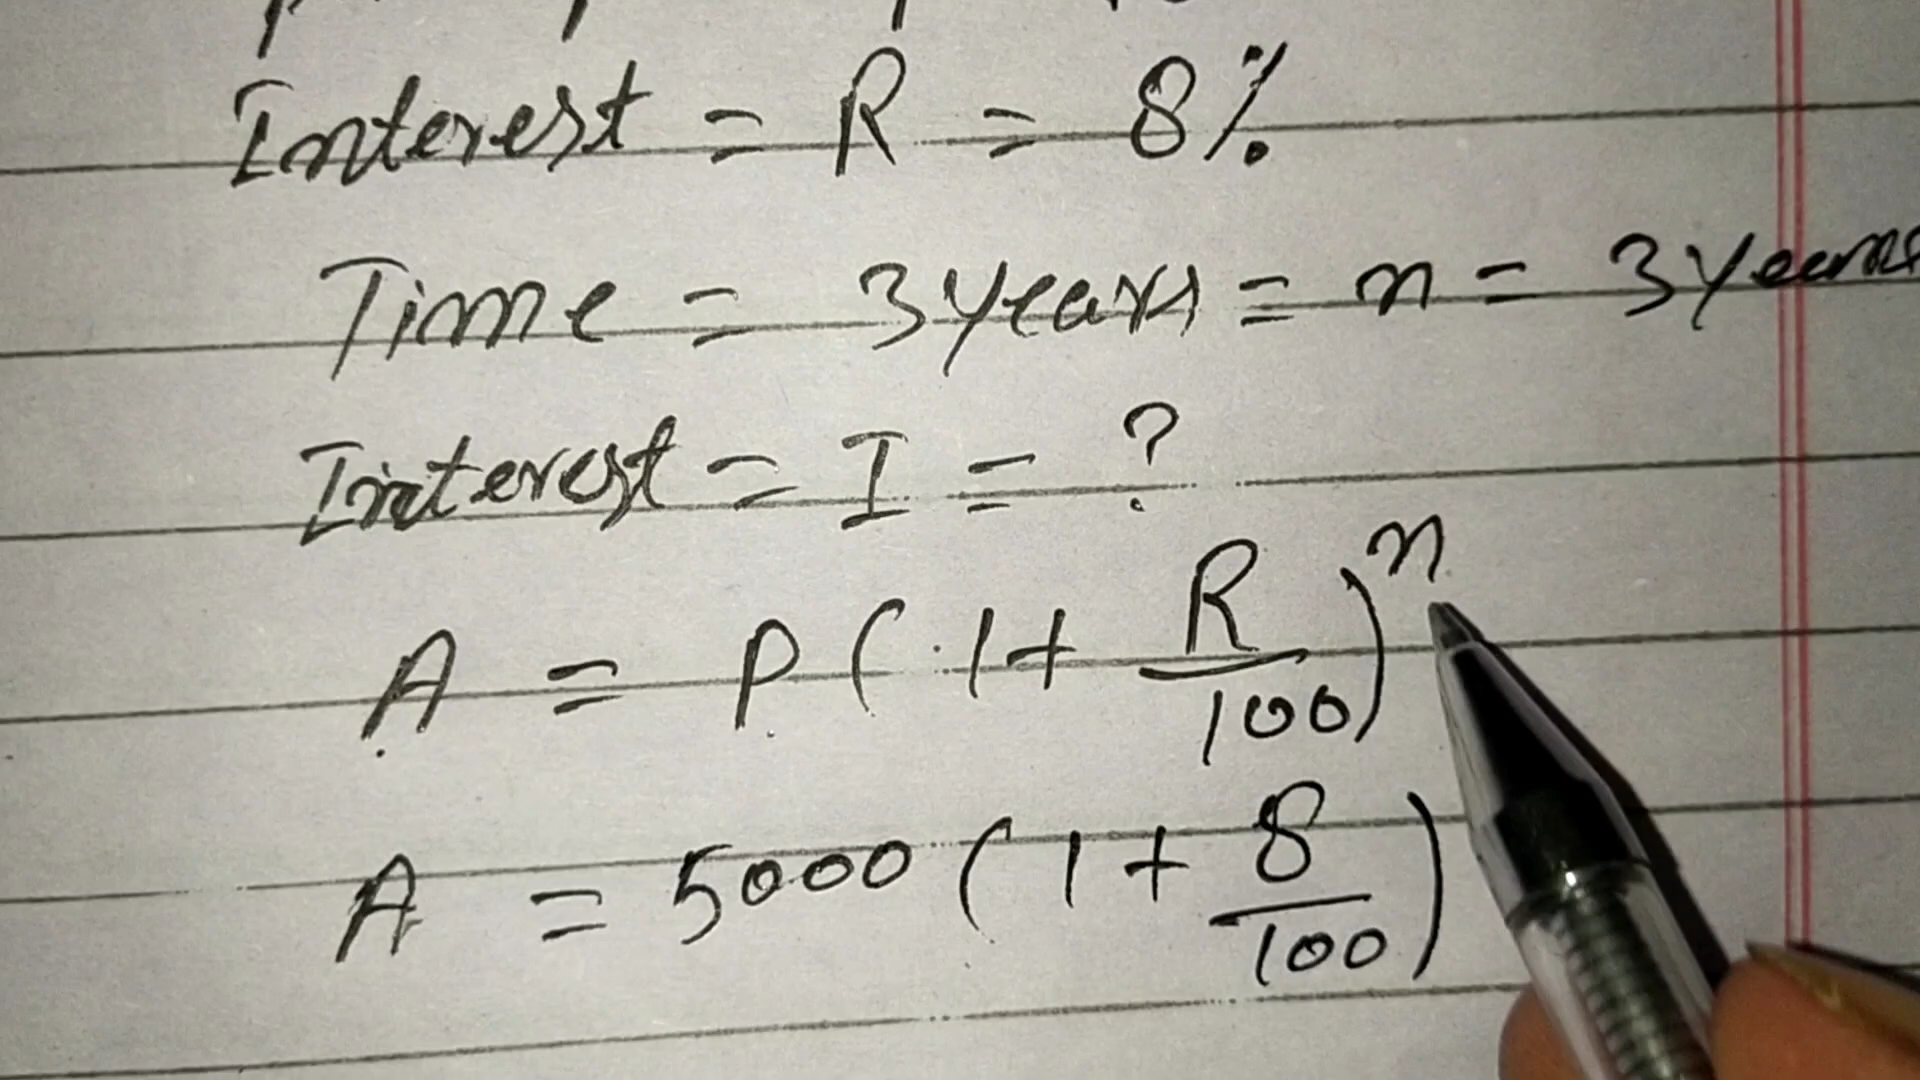 Interest = R = 8%
Time = 3 years = n = 3 years
Interest = I = ?
A = P ( 1 + R/100 )^n
A = 5000 ( 1 + 8/100 )